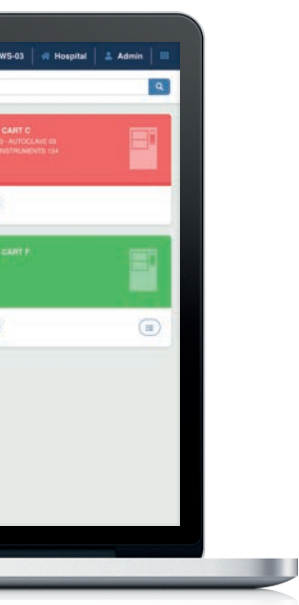 WS-03 Hospital Admin
CART C
AUTOCLAVE 03
INSTRUMENTS 134
CART F